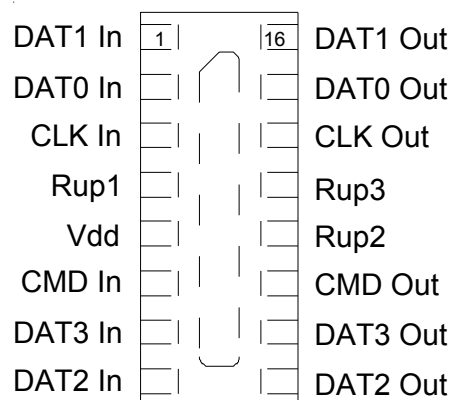 DAT1 In 1 16 DAT1 Out
DAT0 In DAT0 Out
CLK In CLK Out
Rup1 Rup3
Vdd Rup2
CMD In CMD Out
DAT3 In DAT3 Out
DAT2 In DAT2 Out